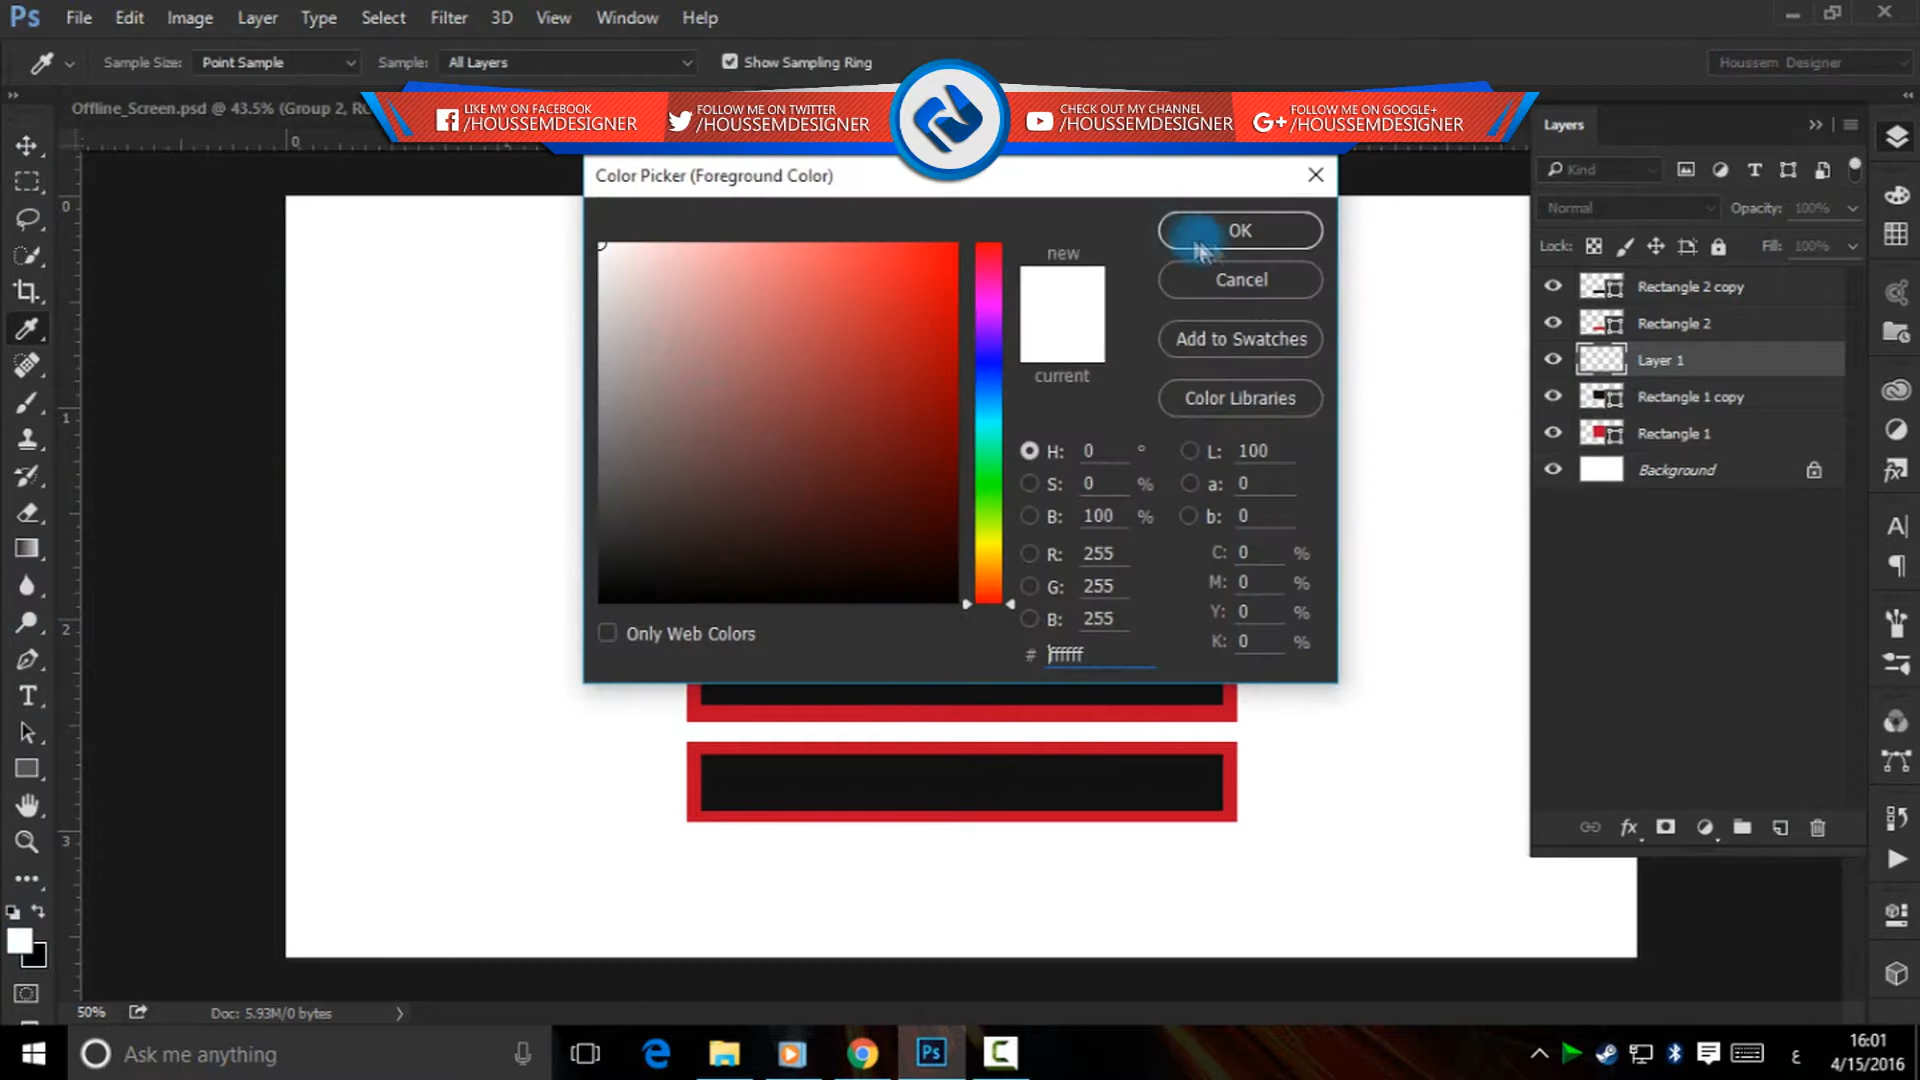 Ps File Edit Image Layer Type Select Filter 3D View Window Help
Sample Size: Point Sample Sample: All Layers Show Sampling Ring Houssem Designer
Offline_Screen.psd @ 43.5% (Group 2,
LIKE MY ON FACEBOOK
/HOUSSEMDESIGNER
FOLLOW ME ON TWITTER
/HOUSSEMDESIGNER
CHECK OUT MY CHANNEL
/HOUSSEMDESIGNER
FOLLOW ME ON GOOGLE+
G+ /HOUSSEMDESIGNER
0
0
1
2
3
Color Picker (Foreground Color)
new
current
OK
Cancel
Add to Swatches
Color Libraries
H: 0 ° L: 100
S: 0 % a: 0
B: 100 % b: 0
R: 255 C: 0 %
G: 255 M: 0 %
B: 255 Y: 0 %
# ffffff K: 0 %
Only Web Colors
Layers
Kind
Normal Opacity: 100%
Lock: Fill: 100%
Rectangle 2 copy
Rectangle 2
Layer 1
Rectangle 1 copy
Rectangle 1
Background
50% Doc: 5.93M/0 bytes
Ask me anything
Ps
ع
16:01
4/15/2016